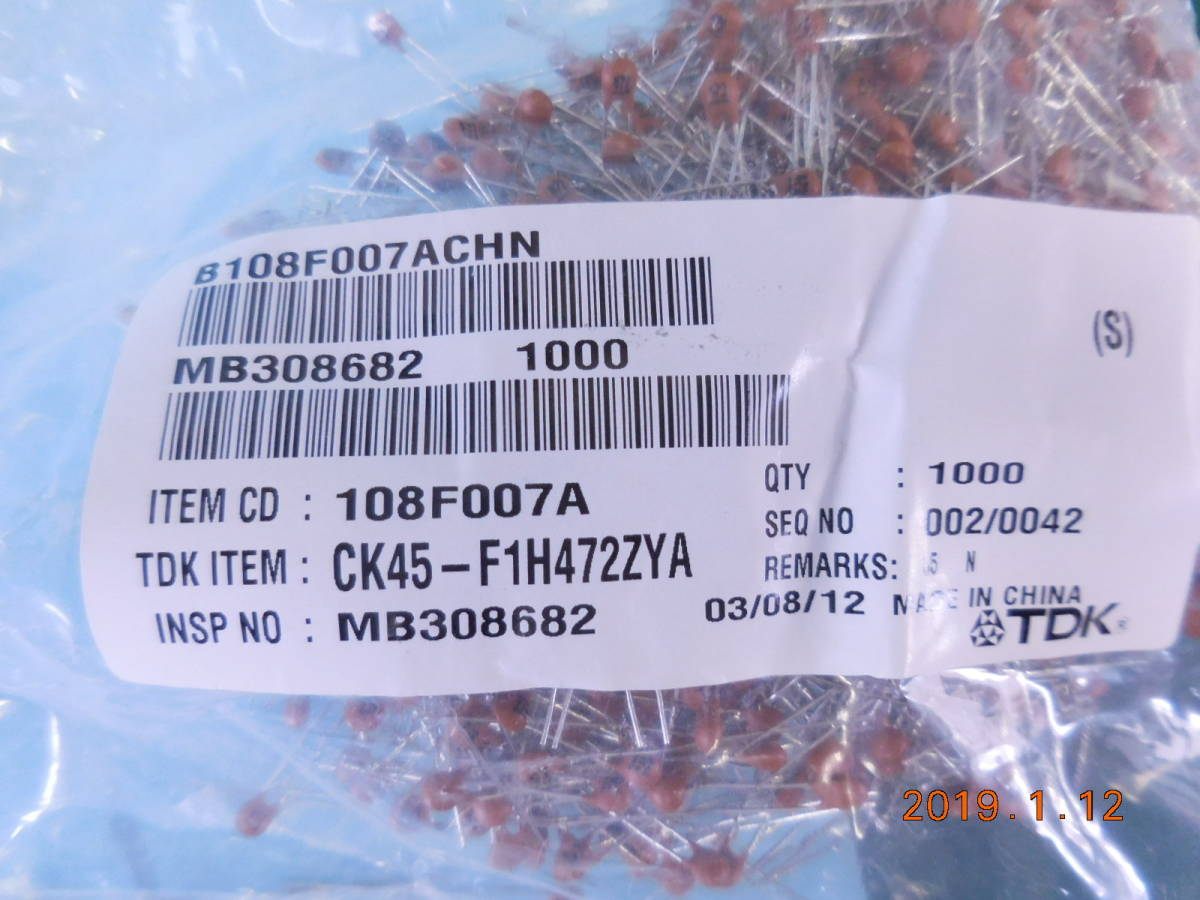 B108F007ACHN
MB308682 1000
(S)
ITEM CD : 108F007A
TDK ITEM : CK45-F1H472ZYA
INSP NO : MB308682
QTY : 1000
SEQ NO : 002/0042
REMARKS: N
03/08/12 MADE IN CHINA
TDK®
2019.1.12